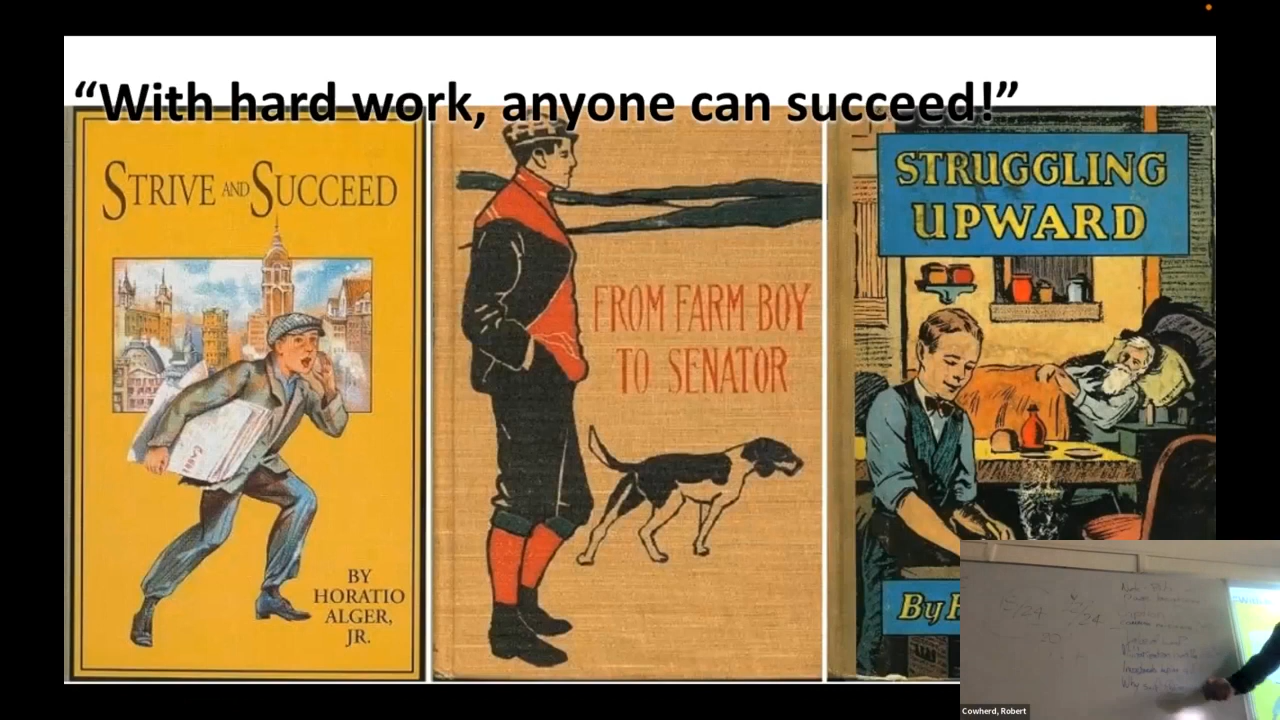 “With hard work, anyone can succeed!”
STRIVE AND SUCCEED
BY
HORATIO
ALGER,
JR.
FROM FARM BOY
TO SENATOR
STRUGGLING
UPWARD
By
Cowherd, Robert